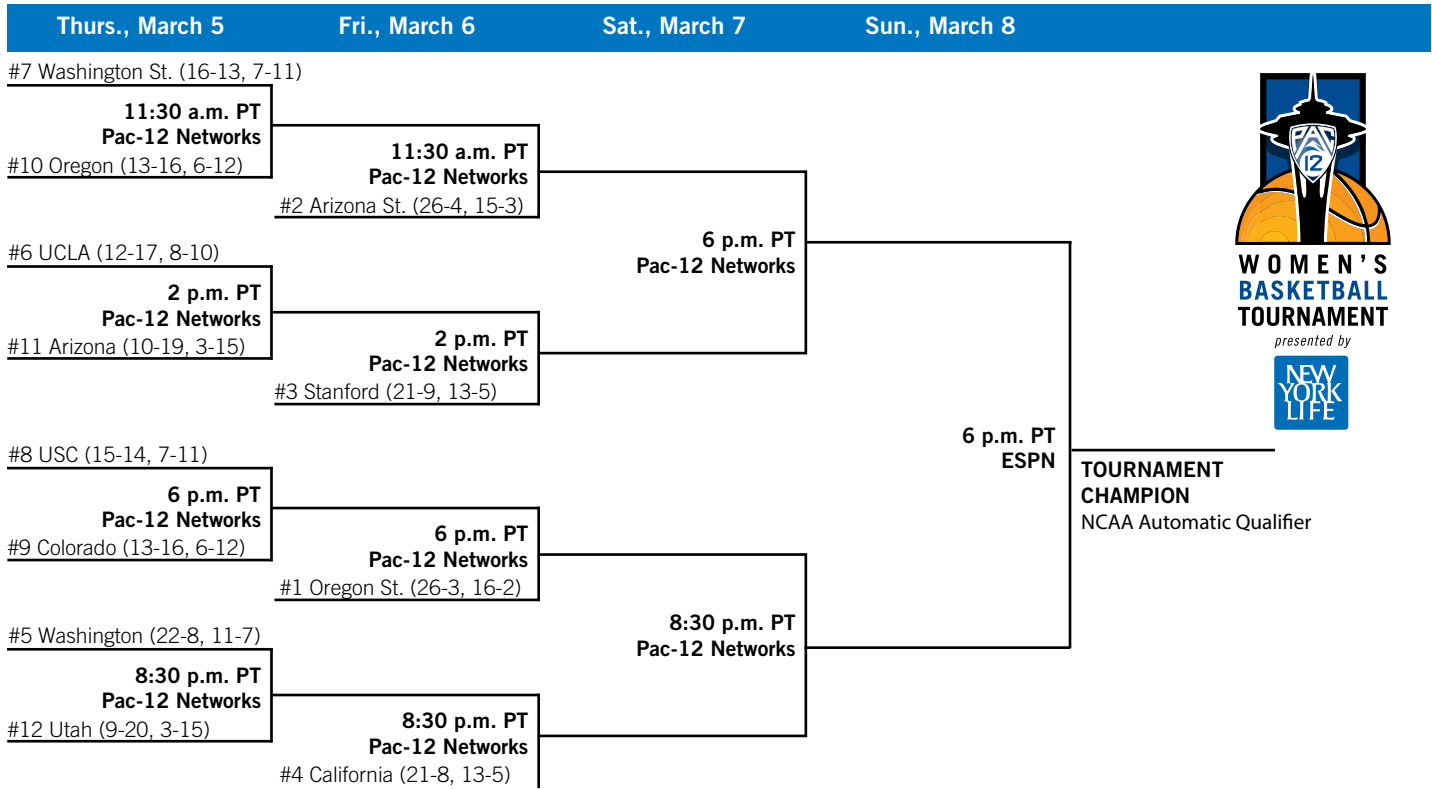 Thurs., March 5
Fri., March 6
Sat., March 7
Sun., March 8
#7 Washington St. (16-13, 7-11)
11:30 a.m. PT
Pac-12 Networks
#10 Oregon (13-16, 6-12)
11:30 a.m. PT
Pac-12 Networks
#2 Arizona St. (26-4, 15-3)
#6 UCLA (12-17, 8-10)
2 p.m. PT
Pac-12 Networks
#11 Arizona (10-19, 3-15)
2 p.m. PT
Pac-12 Networks
#3 Stanford (21-9, 13-5)
6 p.m. PT
Pac-12 Networks
#8 USC (15-14, 7-11)
6 p.m. PT
Pac-12 Networks
#9 Colorado (13-16, 6-12)
6 p.m. PT
Pac-12 Networks
#1 Oregon St. (26-3, 16-2)
#5 Washington (22-8, 11-7)
8:30 p.m. PT
Pac-12 Networks
#12 Utah (9-20, 3-15)
8:30 p.m. PT
Pac-12 Networks
#4 California (21-8, 13-5)
8:30 p.m. PT
Pac-12 Networks
6 p.m. PT
ESPN
TOURNAMENT
CHAMPION
NCAA Automatic Qualifier
PAC
12
WOMEN'S
BASKETBALL
TOURNAMENT
presented by
NEW
YORK
LIFE